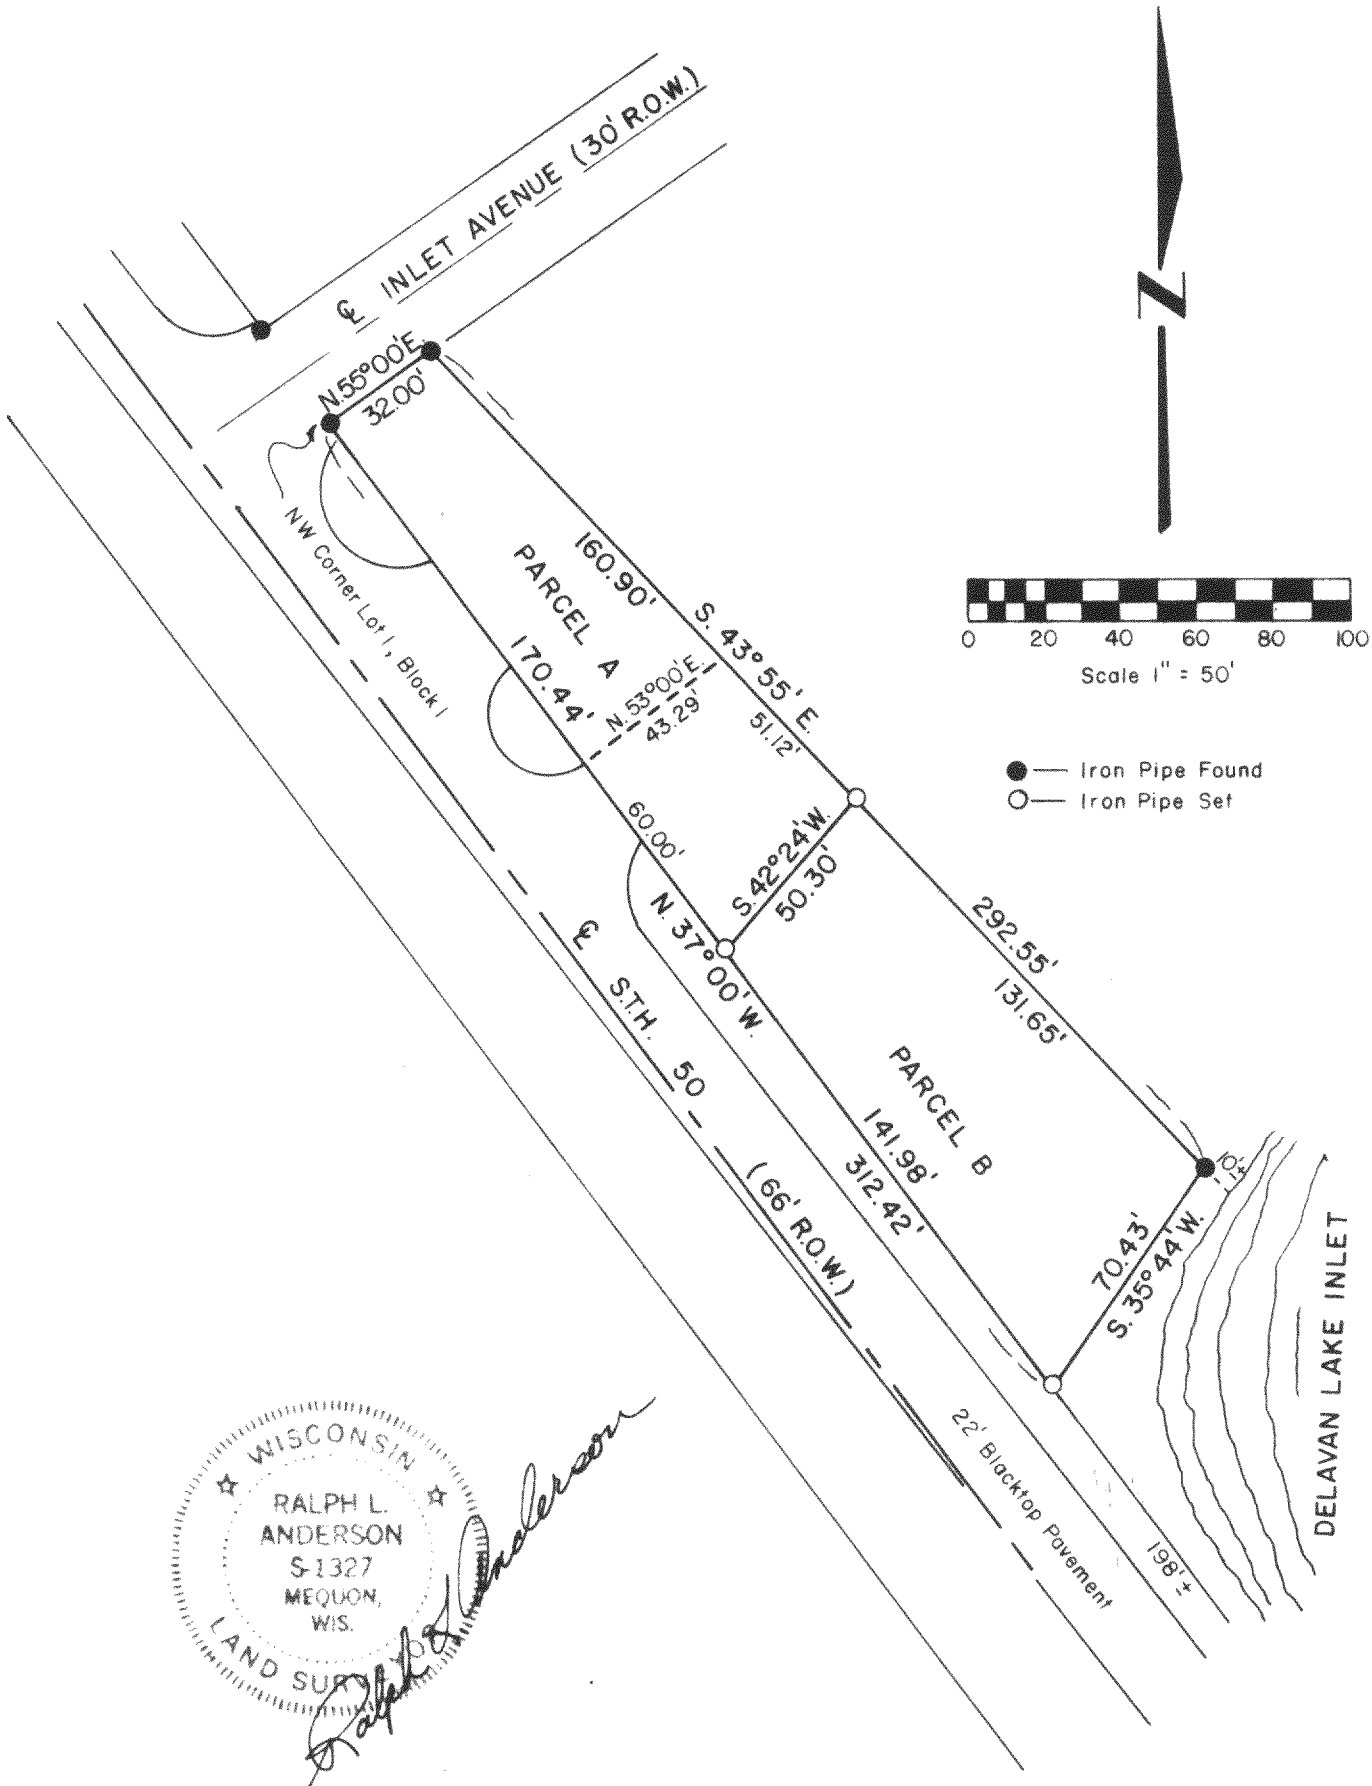 ℄ INLET AVENUE (30' R.O.W.)
N.55°00'E.
32.00'
N
NW Corner Lot 1, Block 1
PARCEL A
160.90'
S. 43°55' E.
170.44'
N. 53°00' E.
43.29'
51.12'
0 20 40 60 80 100
Scale 1" = 50'
Iron Pipe Found
Iron Pipe Set
60.00'
S. 42°24' W.
50.30'
N. 37°00' W.
292.55'
131.65'
℄ S.T.H. 50 (66' R.O.W.)
PARCEL B
141.98'
312.42'
10'±
70.43'
S. 35°44' W.
DELAVAN LAKE INLET
22' Blacktop Pavement
198'±
WISCONSIN
RALPH L.
ANDERSON
S-1327
MEQUON,
WIS.
LAND SURVEYOR
Ralph L Anderson